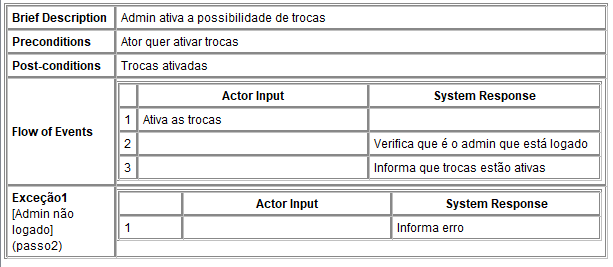 Brief Description Admin ativa a possibilidade de trocas
Preconditions Ator quer ativar trocas
Post-conditions Trocas ativadas
Flow of Events
Actor Input System Response
1 Ativa as trocas
2 Verifica que é o admin que está logado
3 Informa que trocas estão ativas
Exceção1
[Admin não
logado]
(passo2)
Actor Input System Response
1 Informa erro